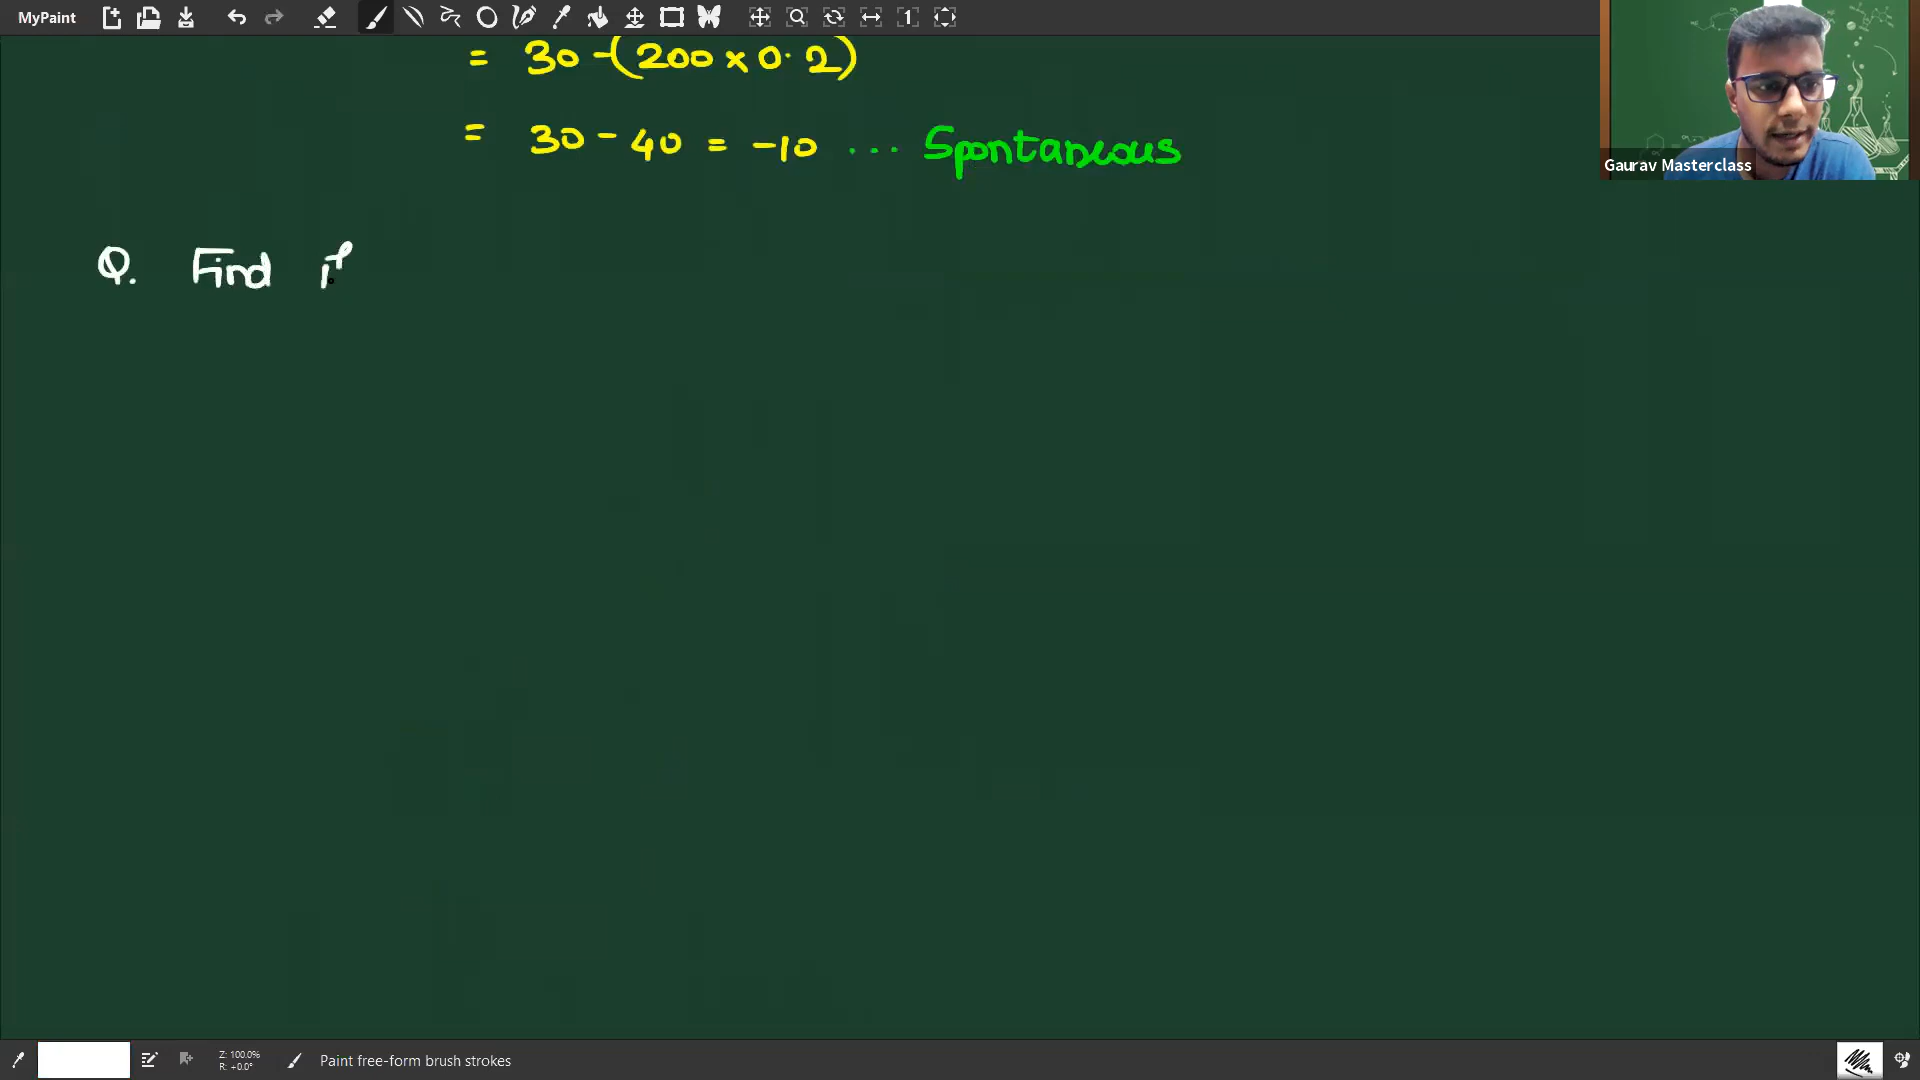 MyPaint
= 30 - (200 x 0.2)
= 30 - 40 = -10 ... Spontaneous
Gaurav Masterclass
Q. Find if
Z: 100.0%
R: +0.0°
Paint free-form brush strokes